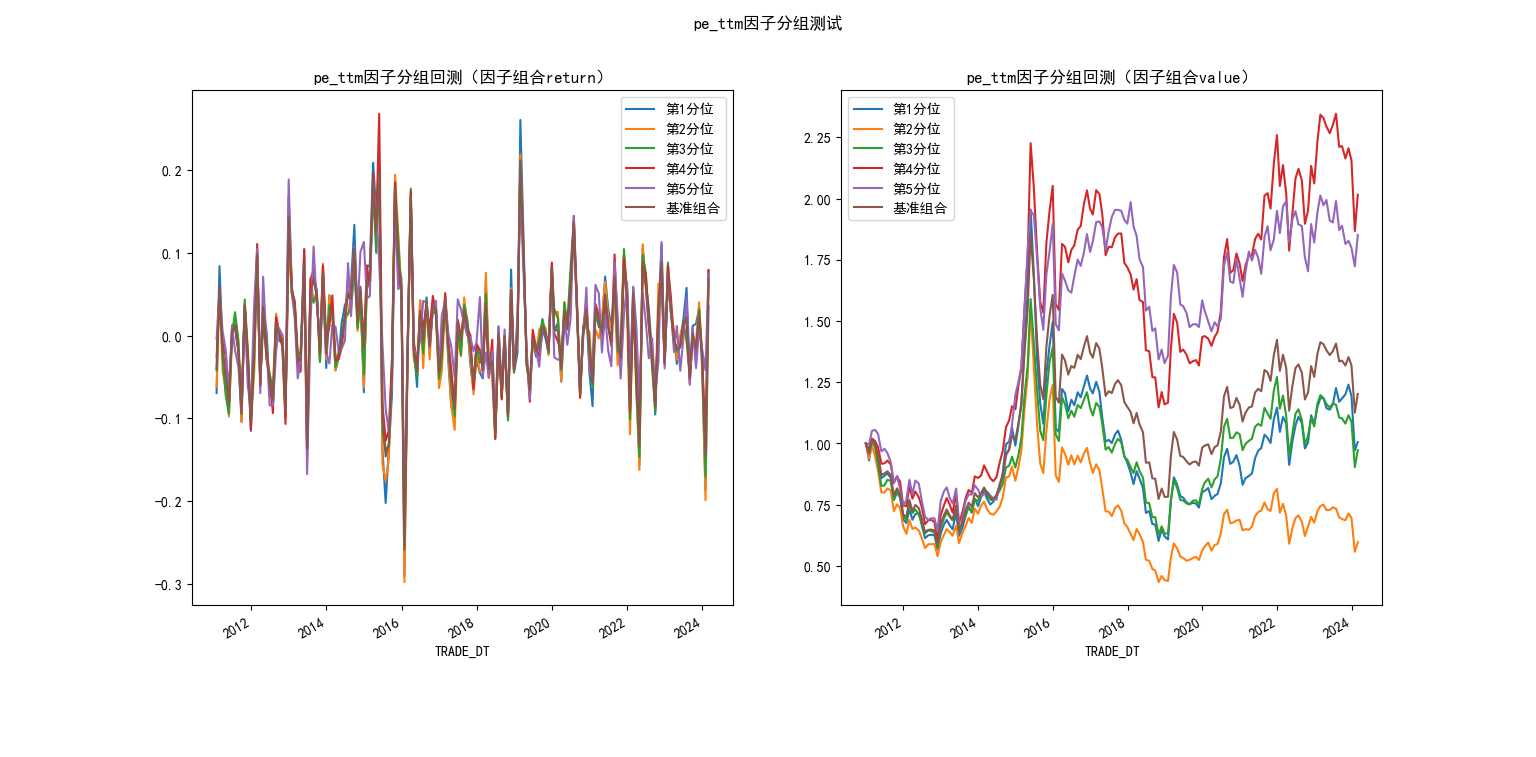 pe_ttm因子分组测试
pe_ttm因子分组回测（因子组合return）
第1分位
第2分位
第3分位
第4分位
第5分位
基准组合
0.2
0.1
0.0
−0.1
−0.2
−0.3
2012
2014
2016
2018
2020
2022
2024
TRADE_DT
pe_ttm因子分组回测（因子组合value）
第1分位
第2分位
第3分位
第4分位
第5分位
基准组合
2.25
2.00
1.75
1.50
1.25
1.00
0.75
0.50
2012
2014
2016
2018
2020
2022
2024
TRADE_DT